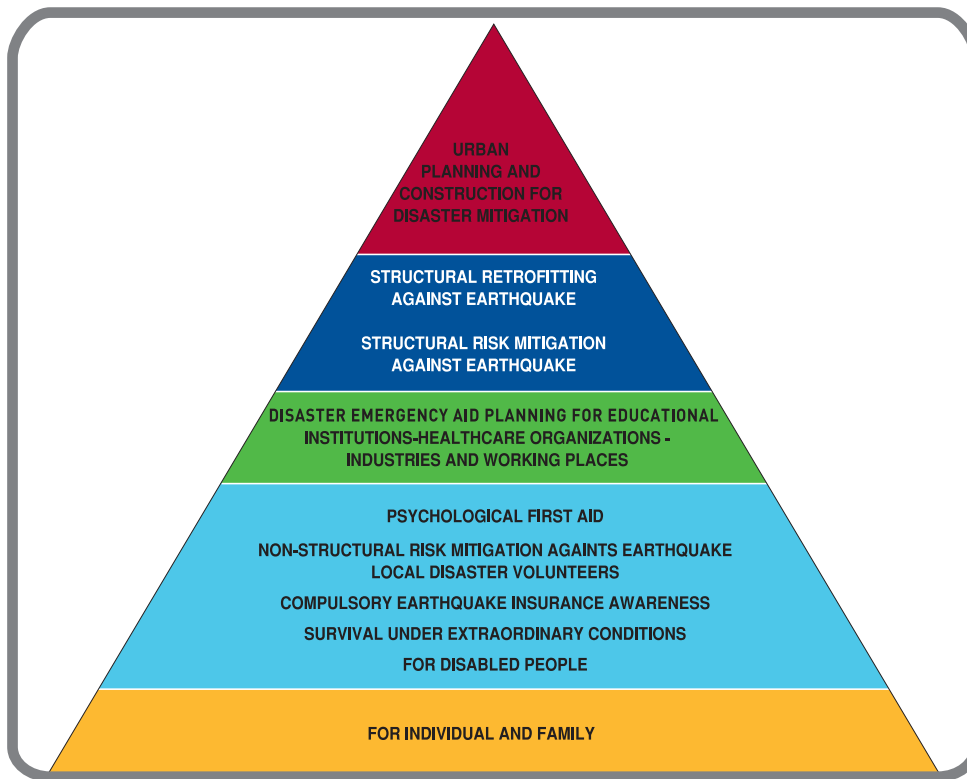 URBAN
PLANNING AND
CONSTRUCTION FOR
DISASTER MITIGATION
STRUCTURAL RETROFITTING
AGAINST EARTHQUAKE
STRUCTURAL RISK MITIGATION
AGAINST EARTHQUAKE
DISASTER EMERGENCY AID PLANNING FOR EDUCATIONAL
INSTITUTIONS-HEALTHCARE ORGANIZATIONS -
INDUSTRIES AND WORKING PLACES
PSYCHOLOGICAL FIRST AID
NON-STRUCTURAL RISK MITIGATION AGAINTS EARTHQUAKE
LOCAL DISASTER VOLUNTEERS
COMPULSORY EARTHQUAKE INSURANCE AWARENESS
SURVIVAL UNDER EXTRAORDINARY CONDITIONS
FOR DISABLED PEOPLE
FOR INDIVIDUAL AND FAMILY